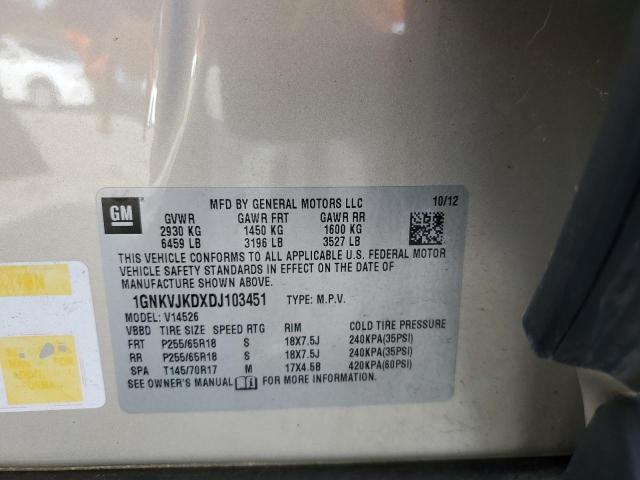 GM
MFD BY GENERAL MOTORS LLC 10/12
GVWR GAWR FRT GAWR RR
2930 KG 1450 KG 1600 KG
6459 LB 3196 LB 3527 LB
THIS VEHICLE CONFORMS TO ALL APPLICABLE U.S. FEDERAL MOTOR
VEHICLE SAFETY STANDARDS IN EFFECT ON THE DATE OF
MANUFACTURE SHOWN ABOVE.
1GNKVJKDXDJ103451 TYPE: M.P.V.
MODEL: V14526
VBBD TIRE SIZE SPEED RTG RIM COLD TIRE PRESSURE
FRT P255/65R18 S 18X7.5J 240KPA(35PSI)
RR P255/65R18 S 18X7.5J 240KPA(35PSI)
SPA T145/70R17 M 17X4.5B 420KPA(60PSI)
SEE OWNER'S MANUAL FOR MORE INFORMATION